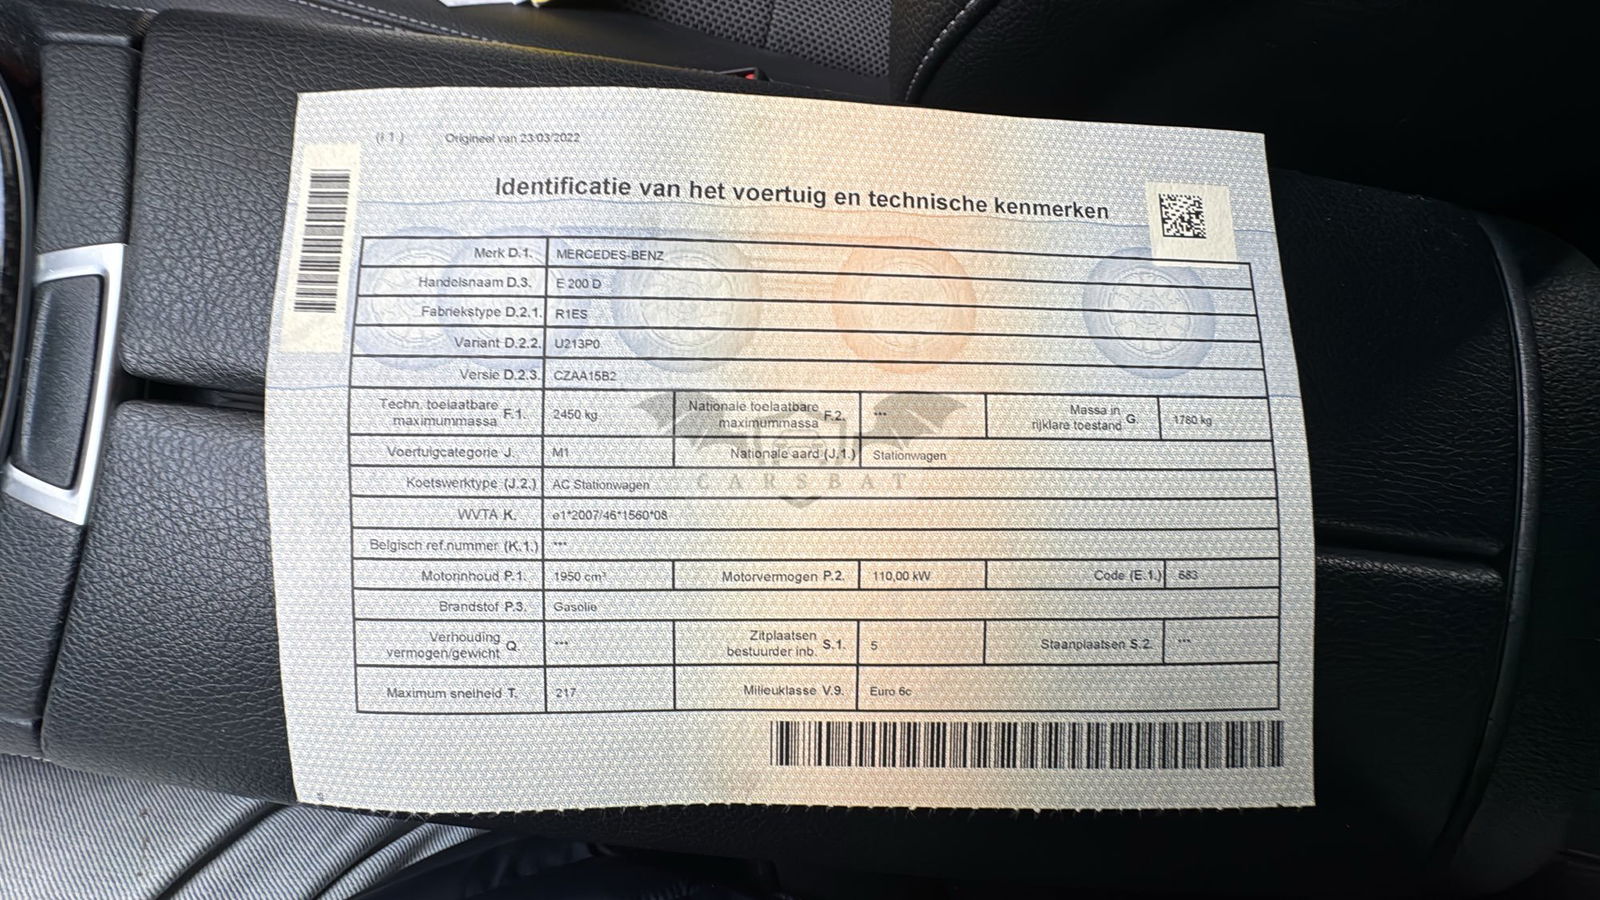 (I 1.) Origineel van 23/03/2022
Identificatie van het voertuig en technische kenmerken
Merk D.1. MERCEDES-BENZ
Handelsnaam D.3. E 200 D
Fabriekstype D.2.1. R1ES
Variant D.2.2. U213P0
Versie D.2.3. CZAA15B2
Techn. toelaatbare maximummassa F.1. 2450 kg Nationale toelaatbare maximummassa F.2. *** Massa in rijklare toestand G. 1780 kg
Voertuigcategorie J. M1 Nationale aard (J.1.) Stationwagen
Koetswerktype (J.2.) AC Stationwagen
CARSBAT
WVTA K. e1*2007/46*1560*08
Belgisch ref.nummer (K.1.) ***
Motorinhoud P.1. 1950 cm³ Motorvermogen P.2. 110,00 kW Code (E.1.) 683
Brandstof P.3. Gasolie
Verhouding vermogen/gewicht Q. *** Zitplaatsen bestuurder inb. S.1. 5 Staanplaatsen S.2. ***
Maximum snelheid T. 217 Milieuklasse V.9. Euro 6c